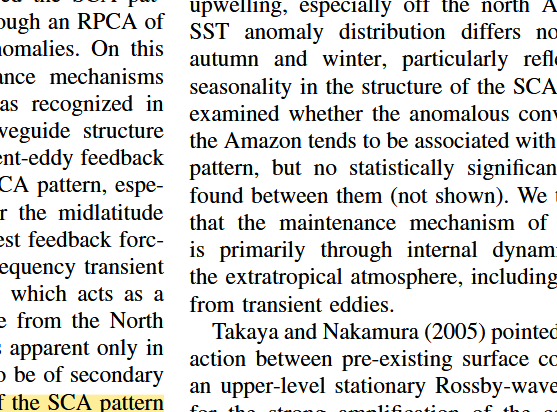 ough an RPCA of
nomalies. On this
ance mechanisms
as recognized in
veguide structure
ent-eddy feedback
CA pattern, espe-
r the midlatitude
est feedback forc-
equency transient
which acts as a
e from the North
s apparent only in
o be of secondary
f the SCA pattern
upwelling, especially off the north A
SST anomaly distribution differs no
autumn and winter, particularly refle
seasonality in the structure of the SCA
examined whether the anomalous conv
the Amazon tends to be associated with
pattern, but no statistically significan
found between them (not shown). We t
that the maintenance mechanism of
is primarily through internal dynami
the extratropical atmosphere, including
from transient eddies.
Takaya and Nakamura (2005) pointed
action between pre-existing surface co
an upper-level stationary Rossby-wave
for the strong amplification of the